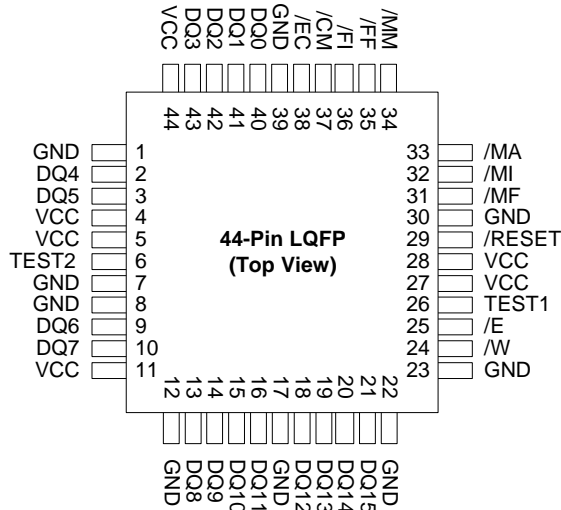 VCC DQ3 DQ2 DQ1 DQ0 GND /EC /CM /FI /FF /MM
44 43 42 41 40 39 38 37 36 35 34
GND 1
DQ4 2
DQ5 3
VCC 4
VCC 5
TEST2 6
GND 7
GND 8
DQ6 9
DQ7 10
VCC 11
44-Pin LQFP
(Top View)
33 /MA
32 /MI
31 /MF
30 GND
29 /RESET
28 VCC
27 VCC
26 TEST1
25 /E
24 /W
23 GND
12 13 14 15 16 17 18 19 20 21 22
GND DQ8 DQ9 DQ10 DQ11 GND DQ12 DQ13 DQ14 DQ15 GND